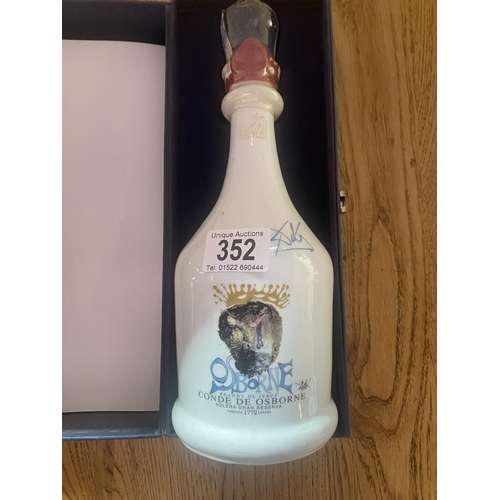 Unique Auctions
352
Tel: 01522 690444
OSBORNE
BRANDY DE JEREZ
CONDE DE OSBORNE
SOLERA GRAN RESERVA
1772